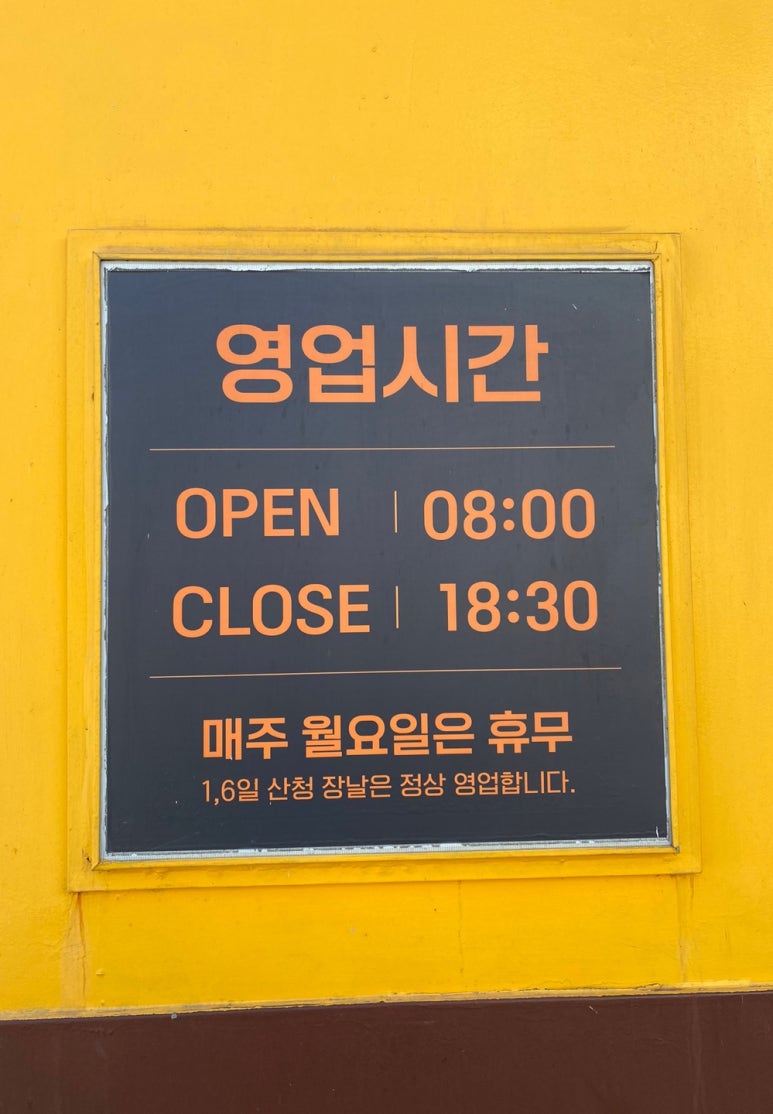 영업시간
OPEN | 08:00
CLOSE | 18:30
매주 월요일은 휴무
1,6일 산청 장날은 정상 영업합니다.